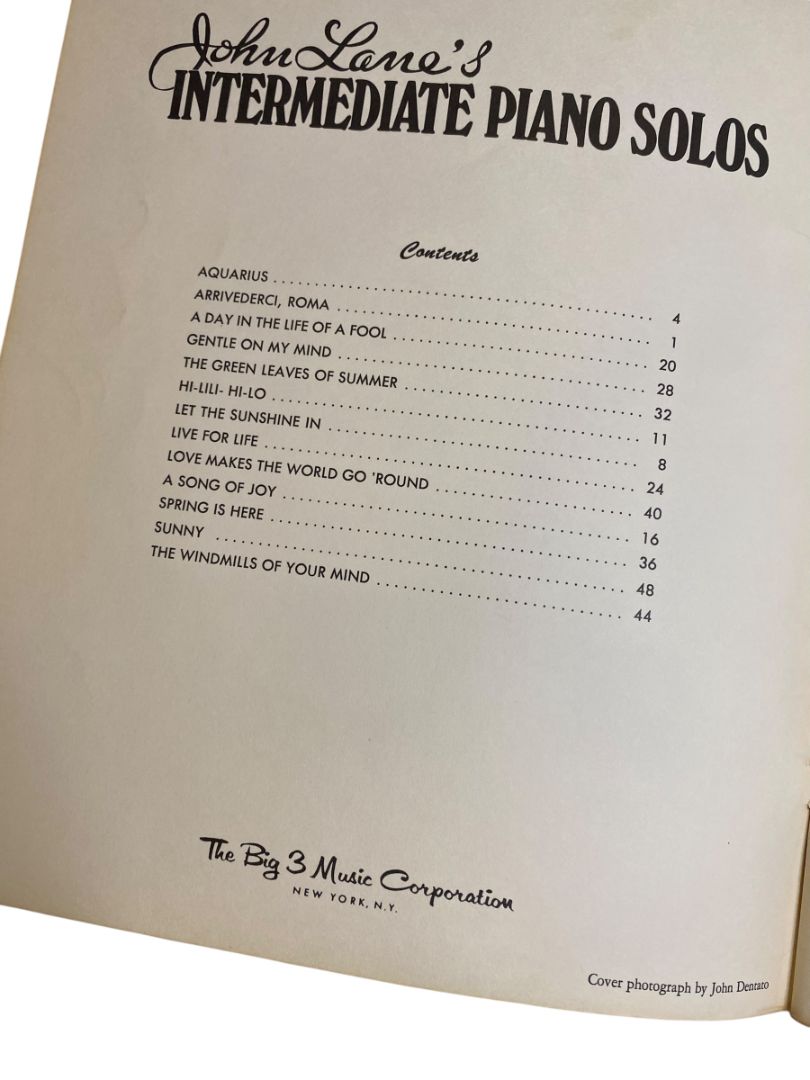 John Lane's
INTERMEDIATE PIANO SOLOS
Contents
AQUARIUS 4
ARRIVEDERCI, ROMA 1
A DAY IN THE LIFE OF A FOOL 20
GENTLE ON MY MIND 28
THE GREEN LEAVES OF SUMMER 32
HI-LILI- HI-LO 11
LET THE SUNSHINE IN 8
LIVE FOR LIFE 24
LOVE MAKES THE WORLD GO 'ROUND 40
A SONG OF JOY 16
SPRING IS HERE 36
SUNNY 48
THE WINDMILLS OF YOUR MIND 44
The Big 3 Music Corporation
NEW YORK, N.Y.
Cover photograph by John Dentato